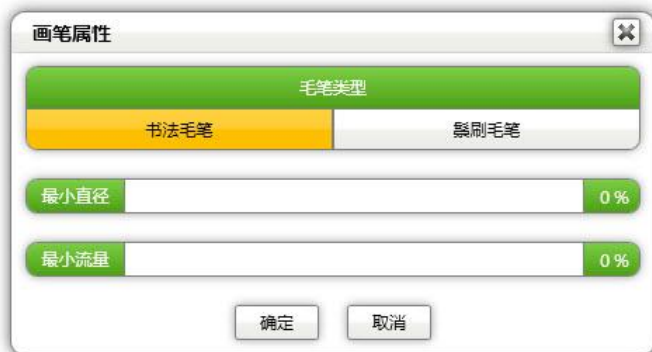 画笔属性
毛笔类型
书法毛笔 鬃刷毛笔
最小直径 0 %
最小流量 0 %
确定 取消